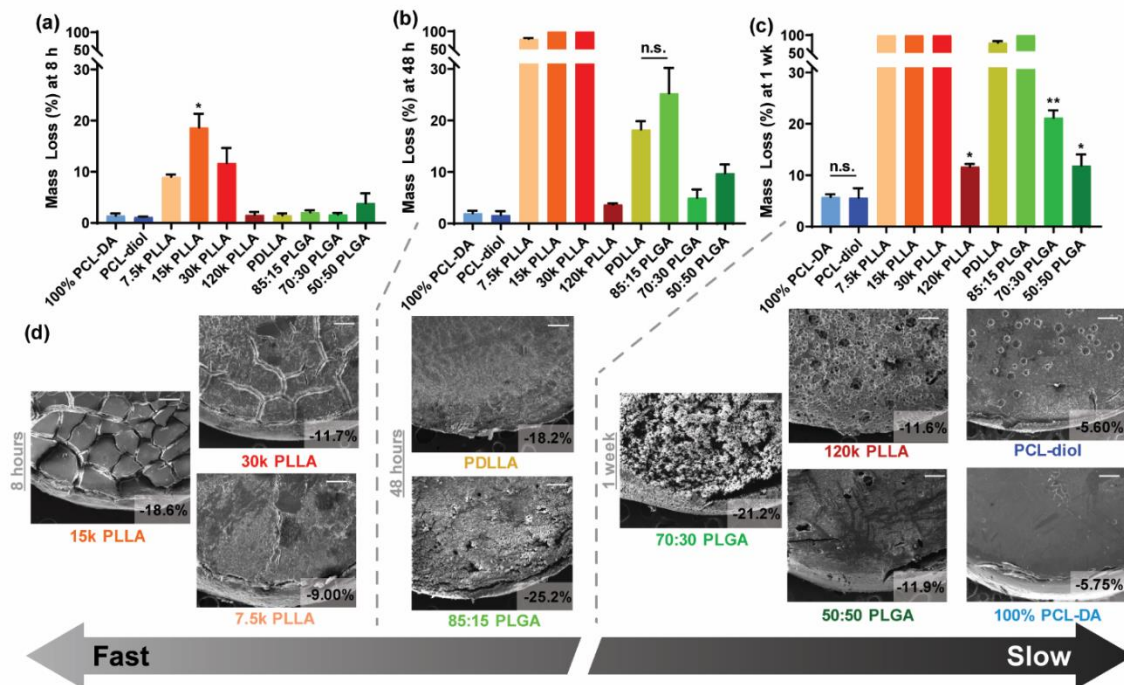 (a)
Mass Loss (%) at 8 h
100
50
30
20
10
0
*
100% PCL-DA
PCL-diol
7.5k PLLA
15k PLLA
30k PLLA
120k PLLA
PDLLA
85:15 PLGA
70:30 PLGA
50:50 PLGA
(b)
Mass Loss (%) at 48 h
100
50
30
20
10
0
n.s.
100% PCL-DA
PCL-diol
7.5k PLLA
15k PLLA
30k PLLA
120k PLLA
PDLLA
85:15 PLGA
70:30 PLGA
50:50 PLGA
(c)
Mass Loss (%) at 1 wk
100
50
30
20
10
0
n.s.
*
**
*
100% PCL-DA
PCL-diol
7.5k PLLA
15k PLLA
30k PLLA
120k PLLA
PDLLA
85:15 PLGA
70:30 PLGA
50:50 PLGA
(d)
8 hours
-18.6%
15k PLLA
-11.7%
30k PLLA
-9.00%
7.5k PLLA
48 hours
-18.2%
PDLLA
-25.2%
85:15 PLGA
1 week
-21.2%
70:30 PLGA
-11.6%
120k PLLA
-5.60%
PCL-diol
-11.9%
50:50 PLGA
-5.75%
100% PCL-DA
Fast
Slow